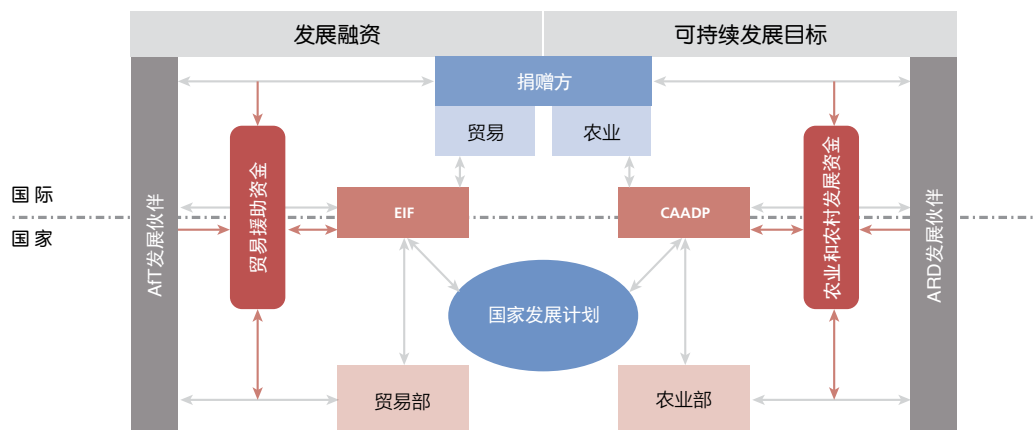 发展融资
可持续发展目标
捐赠方
贸易
农业
国际
国家
AfT发展伙伴
贸易援助资金
EIF
CAADP
农业和农村发展资金
ARD发展伙伴
国家发展计划
贸易部
农业部